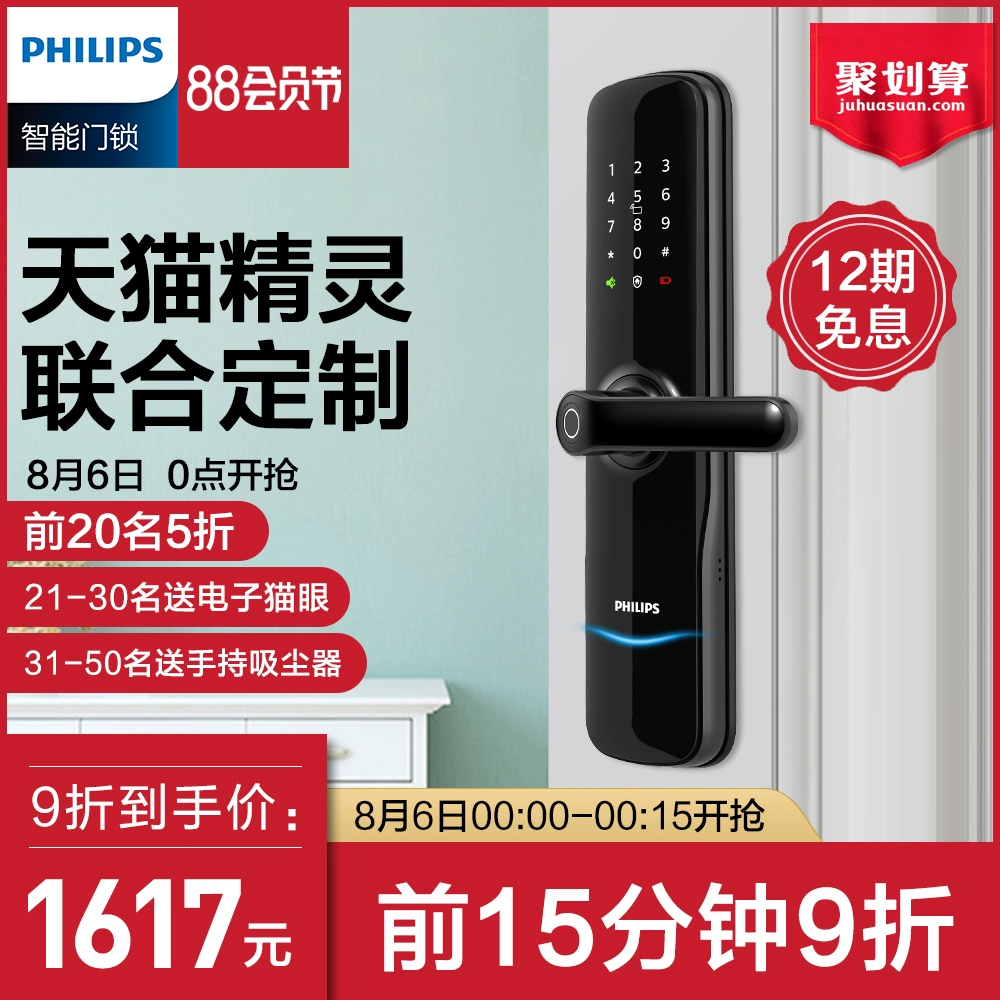 PHILIPS
智能门锁
88会员节
聚划算
juhuasuan.com
天猫精灵
联合定制
8月6日 0点开抢
前20名5折
21-30名送电子猫眼
31-50名送手持吸尘器
12期
免息
1 2 3
4 5 6
7 8 9
* 0 #
PHILIPS
9折到手价:
1617元
8月6日00:00-00:15开抢
前15分钟9折